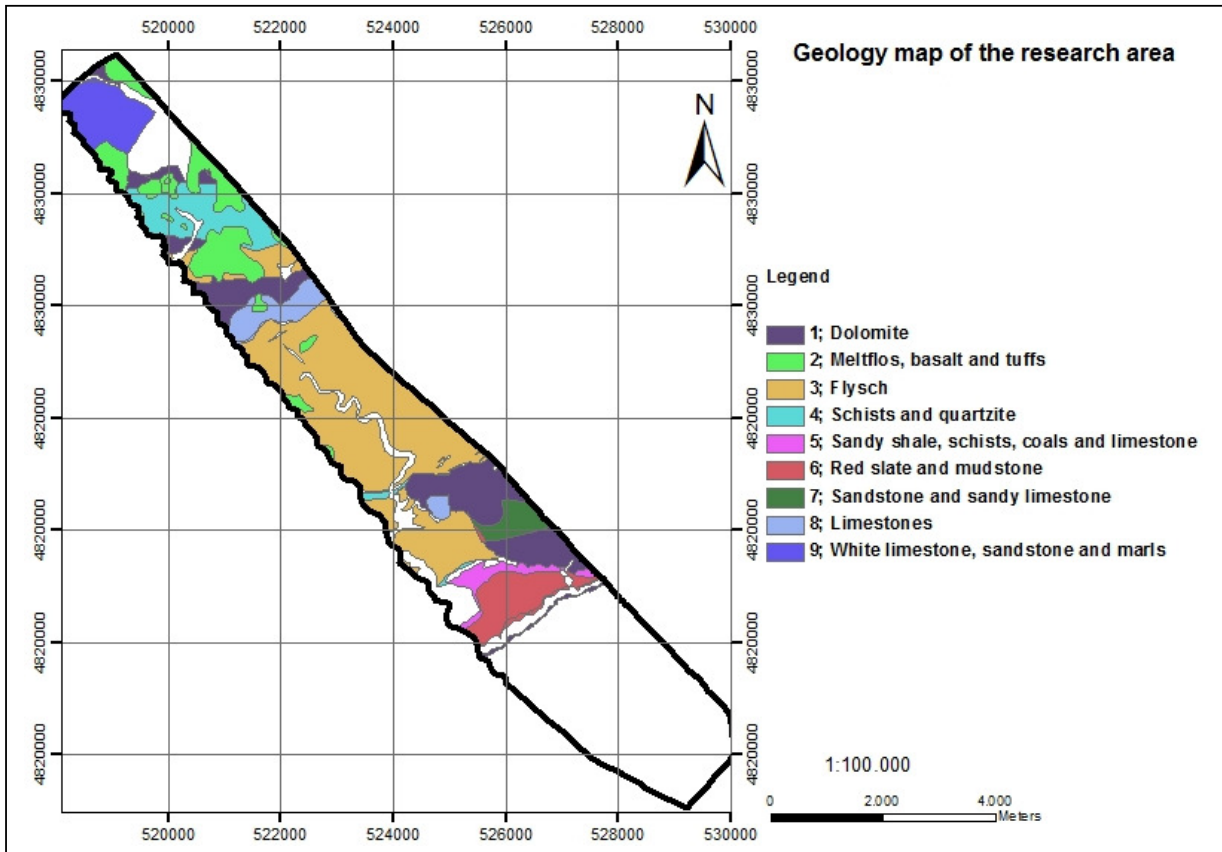 520000 522000 524000 526000 528000 530000
Geology map of the research area
N
4830000
4830000
4830000
4830000
4830000
4830000
4820000
4820000
4820000
4820000
4820000
4820000
4820000
4820000
Legend
1; Dolomite
2; Meltflos, basalt and tuffs
3; Flysch
4; Schists and quartzite
5; Sandy shale, schists, coals and limestone
6; Red slate and mudstone
7; Sandstone and sandy limestone
8; Limestones
9; White limestone, sandstone and marls
1:100.000
0 2.000 4.000
Meters
520000 522000 524000 526000 528000 530000